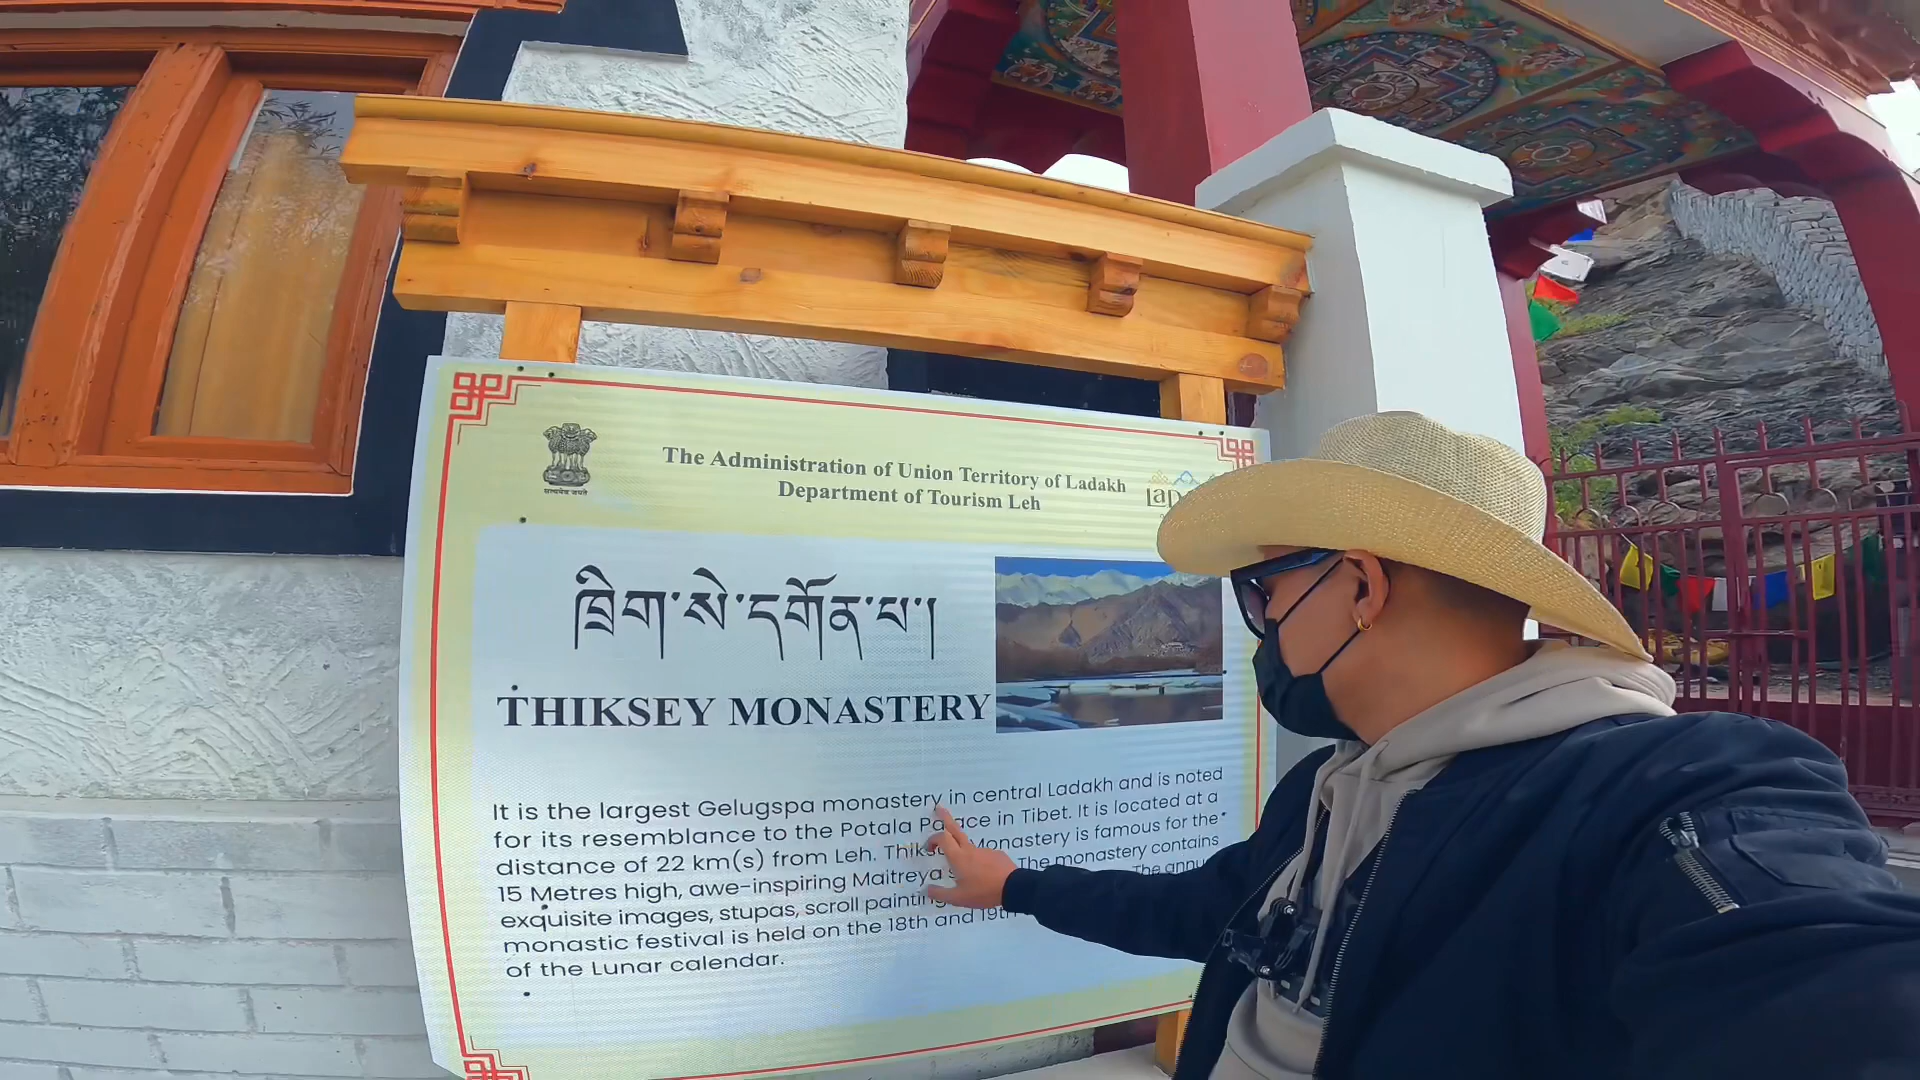 सत्यमेव जयते
The Administration of Union Territory of Ladakh
Department of Tourism Leh
ཁྲིག་སེ་དགོན་པ།
THIKSEY MONASTERY
It is the largest Gelugspa monastery in central Ladakh and is noted
for its resemblance to the Potala Palace in Tibet. It is located at a
distance of 22 km(s) from Leh. Monastery is famous for the
15 Metres high, awe-inspiring Maitreya The monastery contains
exquisite images, stupas, scroll The
monastic festival is held on the 18th and 19th
of the Lunar calendar.